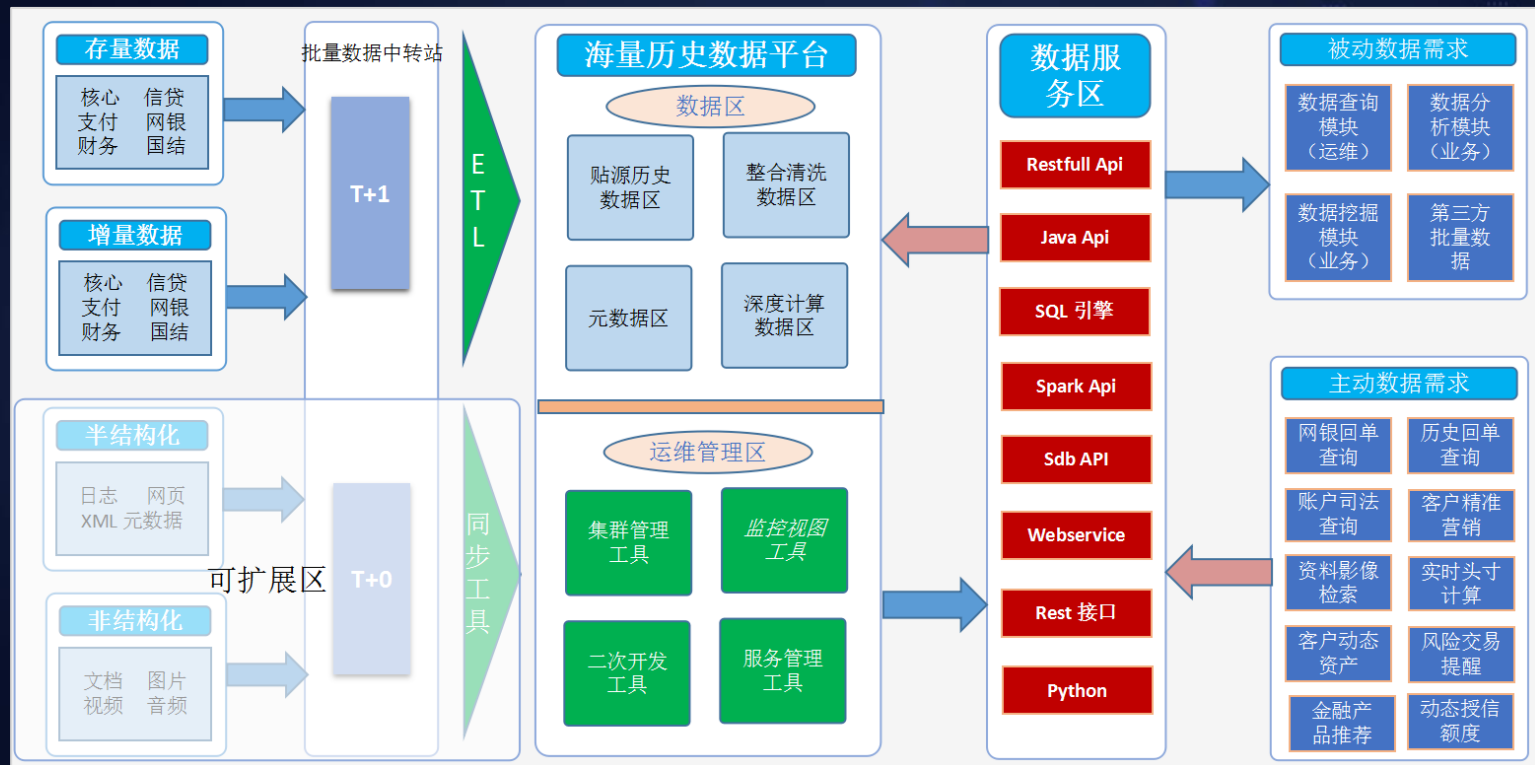 存量数据
核心 信贷
支付 网银
财务 国结
增量数据
核心 信贷
支付 网银
财务 国结
半结构化
日志 网页
XML 元数据
非结构化
文档 图片
视频 音频
可扩展区
批量数据中转站
T+1
T+0
E
T
L
同
步
工
具
海量历史数据平台
数据区
贴源历史
数据区
整合清洗
数据区
元数据区
深度计算
数据区
运维管理区
集群管理
工具
监控视图
工具
二次开发
工具
服务管理
工具
数据服
务区
Restfull Api
Java Api
SQL 引擎
Spark Api
Sdb API
Webservice
Rest 接口
Python
被动数据需求
数据查询
模块
（运维）
数据分
析模块
（业务）
数据挖掘
模块
（业务）
第三方
批量数
据
主动数据需求
网银回单
查询
历史回单
查询
账户司法
查询
客户精准
营销
资料影像
检索
实时头寸
计算
客户动态
资产
风险交易
提醒
金融产
品推荐
动态授信
额度